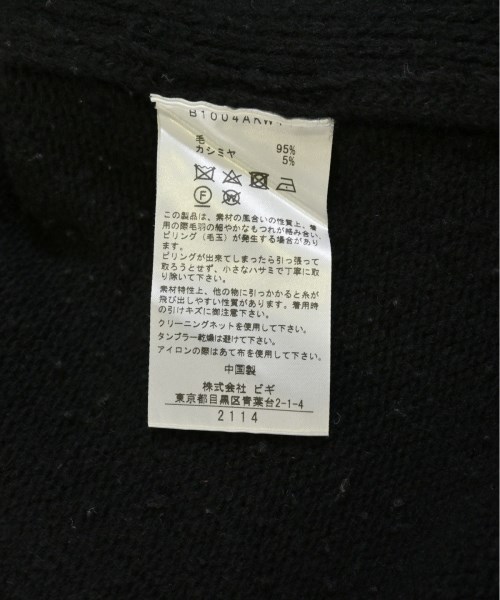 B1004AKW
毛 95%
カシミヤ 5%
F W
この製品は、素材の風合いの性質上、着
用の際毛羽の細やかなもつれが絡み合い、
ピリング(毛玉)が発生する場合があり
ます。
ピリングが出来てしまったら引っ張って
取ろうとせず、小さなハサミで丁寧に取
り除いて下さい。
素材特性上、他の物に引っかかると糸が
飛び出しやすい性質があります。着用時
の引けキズに御注意下さい。
クリーニングネットを使用して下さい。
タンブラー乾燥は避けて下さい。
アイロンの際はあて布を使用して下さい。
中国製
株式会社 ビギ
東京都目黒区青葉台2-1-4
2114